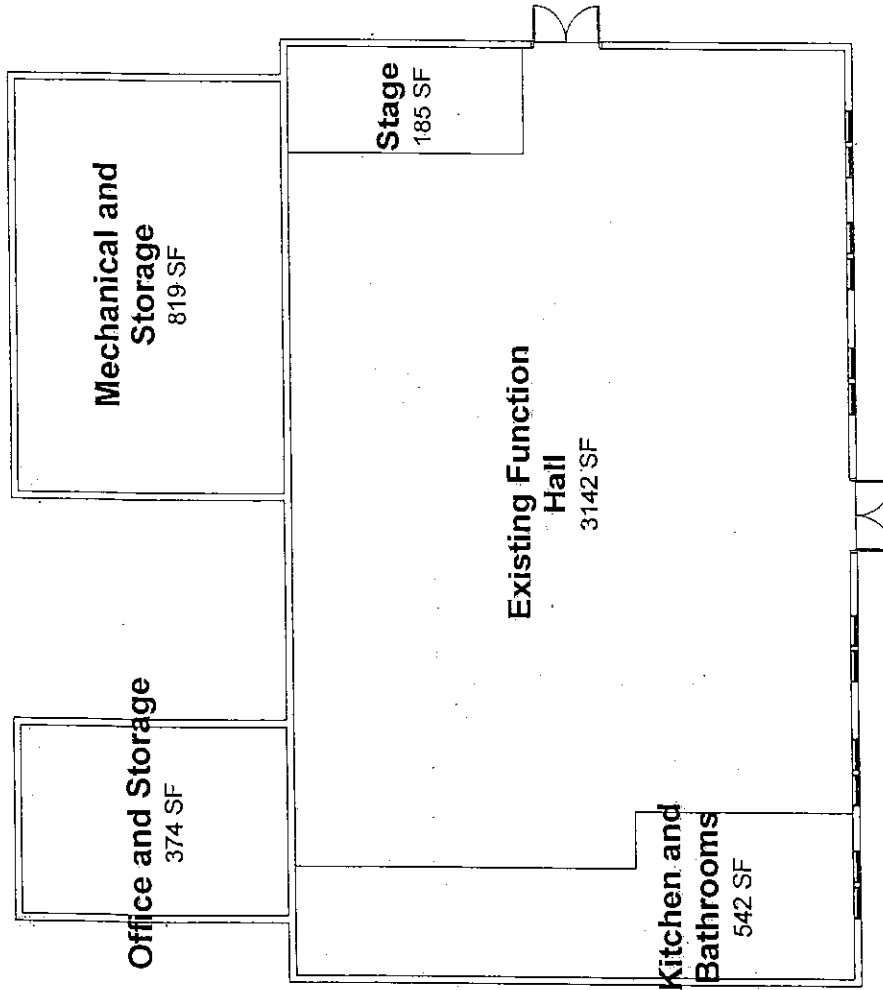 Office and Storage
374 SF
Mechanical and
Storage
819 SF
Kitchen and
Bathrooms
542 SF
Existing Function
Hall
3142 SF
Stage
185 SF